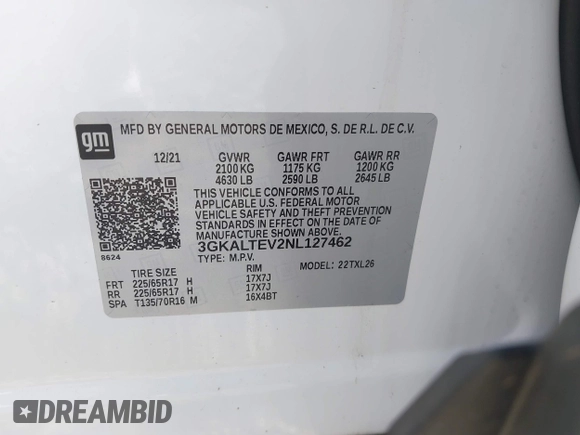 gm
MFD BY GENERAL MOTORS DE MEXICO, S. DE R.L. DE C.V.
12/21 GVWR GAWR FRT GAWR RR
2100 KG 1175 KG 1200 KG
4630 LB 2590 LB 2645 LB
THIS VEHICLE CONFORMS TO ALL
APPLICABLE U.S. FEDERAL MOTOR
VEHICLE SAFETY AND THEFT PREVENTION
STANDARDS IN EFFECT ON THE DATE OF
MANUFACTURE SHOWN ABOVE.
3GKALTEV2NL127462
8624 TYPE: M.P.V. MODEL: 22TXL26
TIRE SIZE RIM
FRT 225/65R17 H 17X7J
RR 225/65R17 H 17X7J
SPA T135/70R16 M 16X4BT
DREAMBID